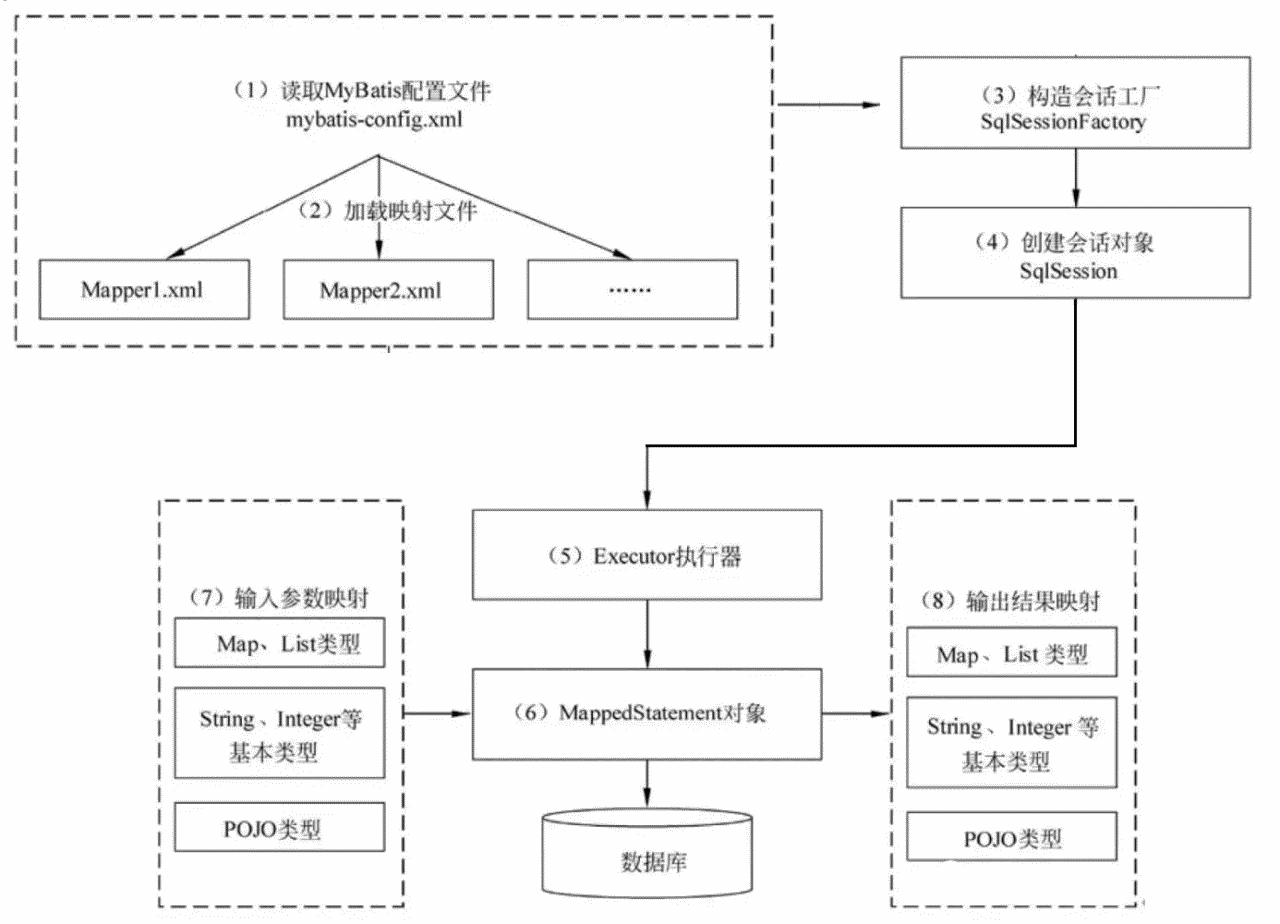 （1）读取MyBatis配置文件
mybatis-config.xml
（2）加载映射文件
Mapper1.xml
Mapper2.xml
……
（3）构造会话工厂
SqlSessionFactory
（4）创建会话对象
SqlSession
（5）Executor执行器
（6）MappedStatement对象
数据库
（7）输入参数映射
Map、List类型
String、Integer等
基本类型
POJO类型
（8）输出结果映射
Map、List 类型
String、Integer 等
基本类型
POJO类型